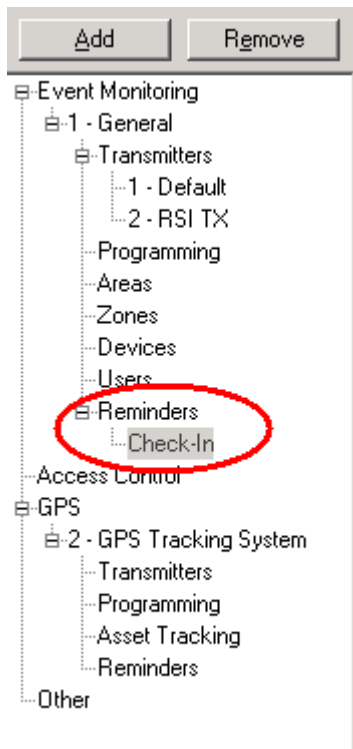 Add Remove
Event Monitoring
1 - General
Transmitters
1 - Default
2 - RSI TX
Programming
Areas
Zones
Devices
Users
Reminders
Check-In
Access Control
GPS
2 - GPS Tracking System
Transmitters
Programming
Asset Tracking
Reminders
Other